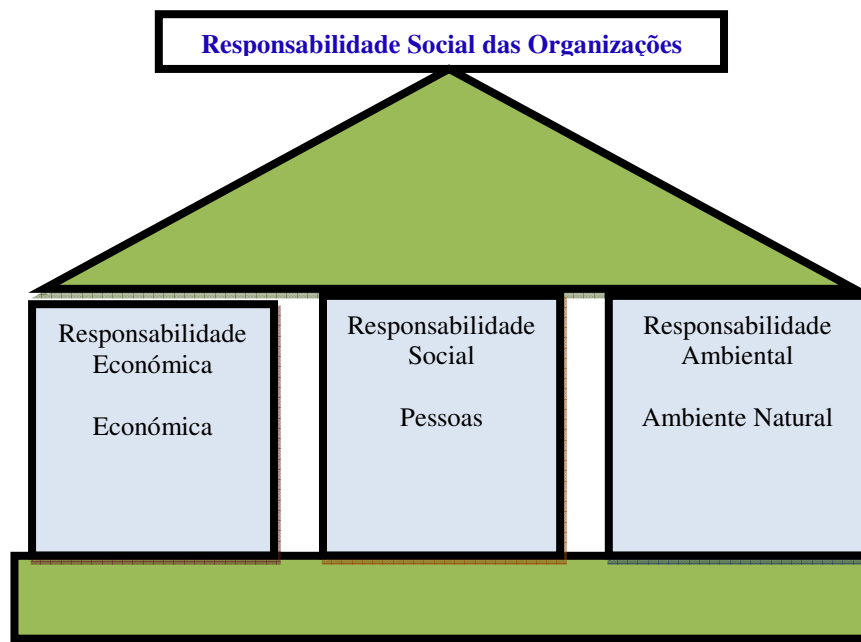 Responsabilidade Social das Organizações
Responsabilidade
Económica
Económica
Responsabilidade
Social
Pessoas
Responsabilidade
Ambiental
Ambiente Natural